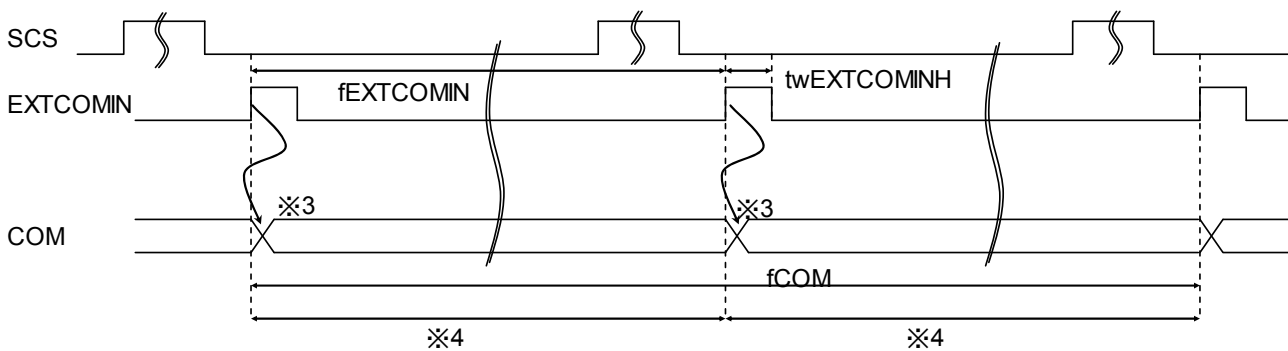 SCS
fEXTCOMIN
twEXTCOMINH
EXTCOMIN
※3
※3
COM
fCOM
※4
※4